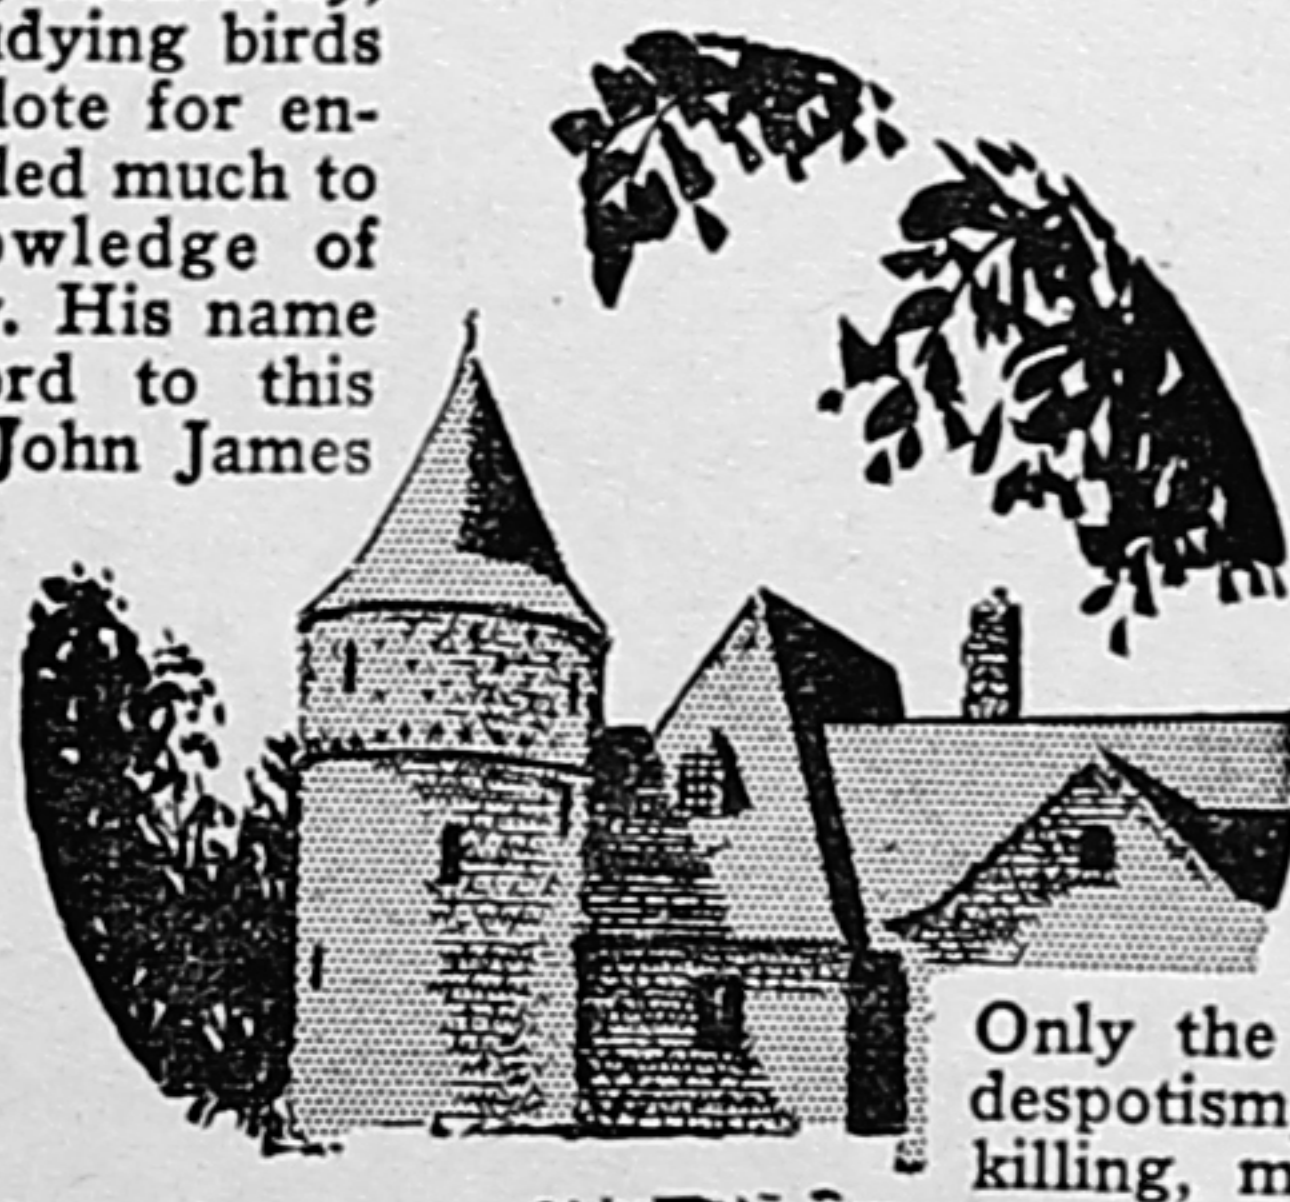 dying birds
lote for en-
led much to
wledge of
. His name
ord to this
John James
Only the
despotism
killing, m